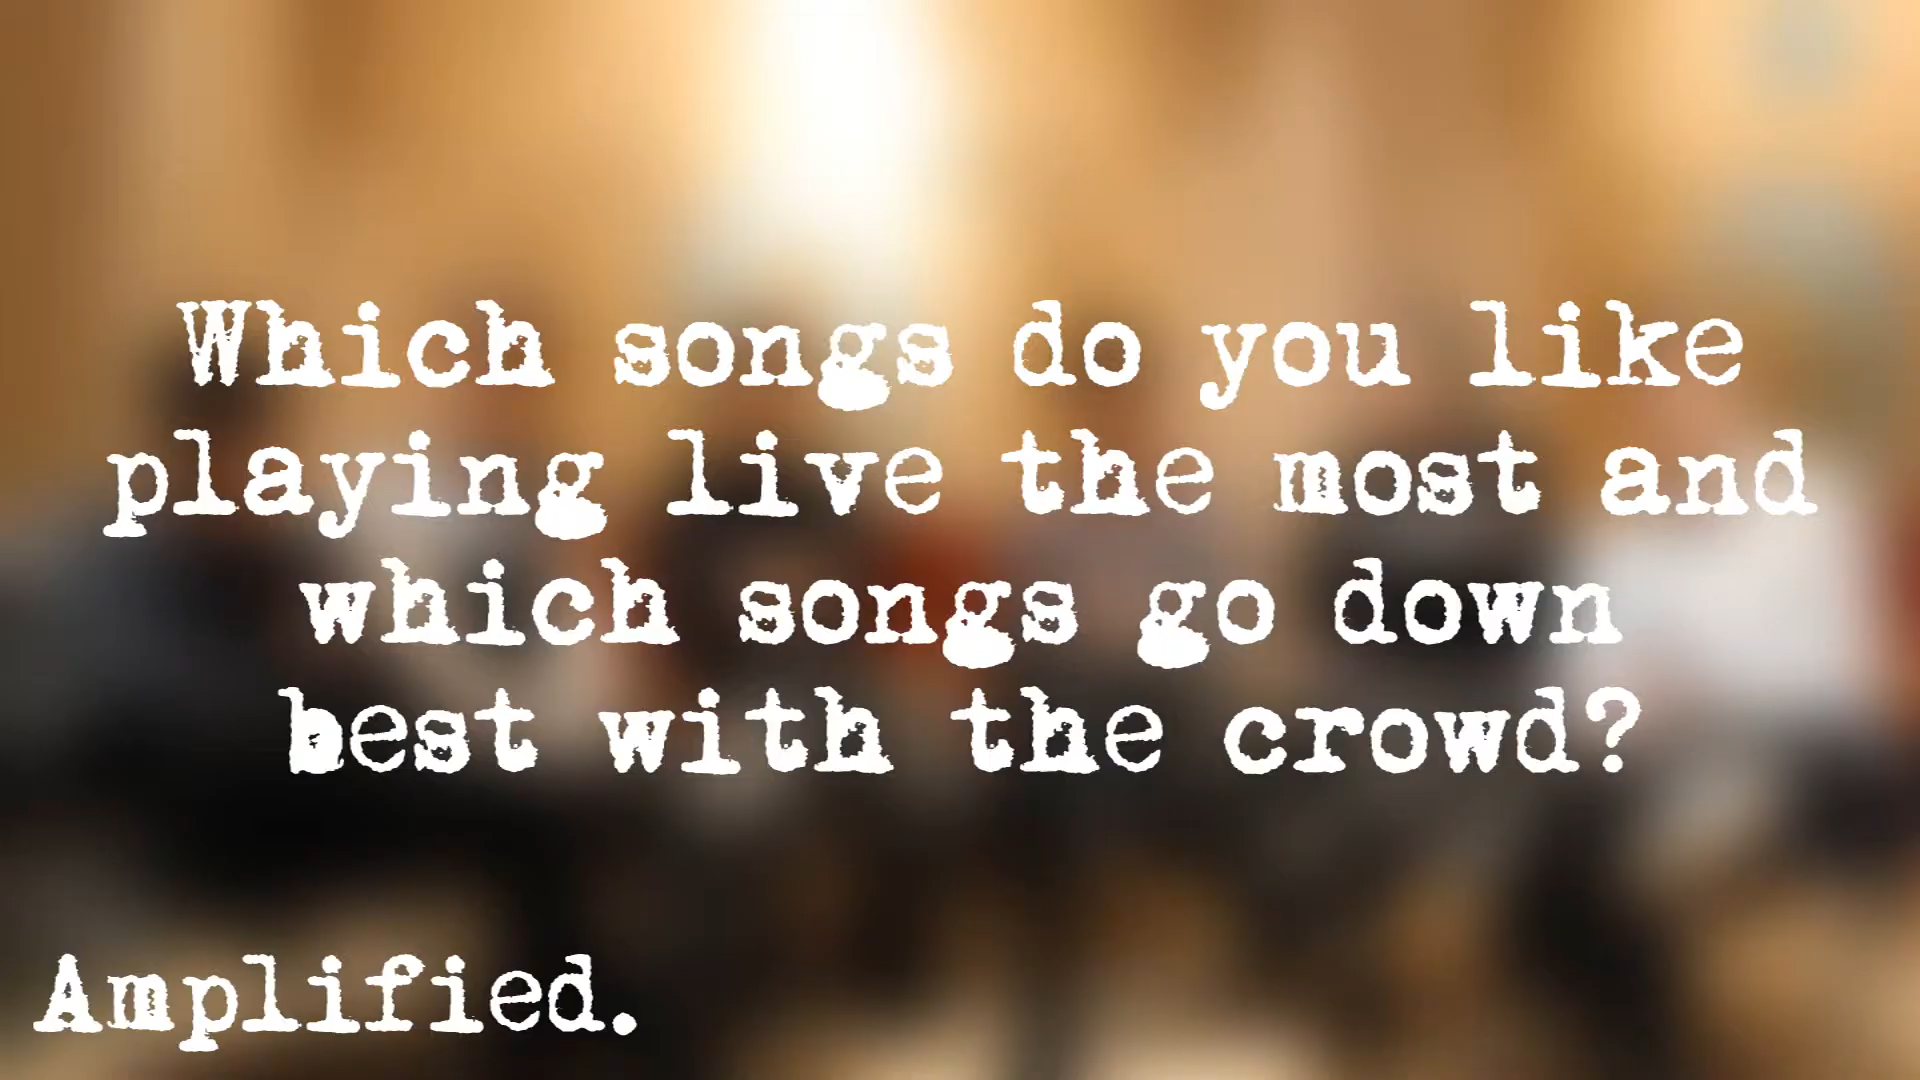 Which songs do you like
playing live the most and
which songs go down
best with the crowd?
Amplified.